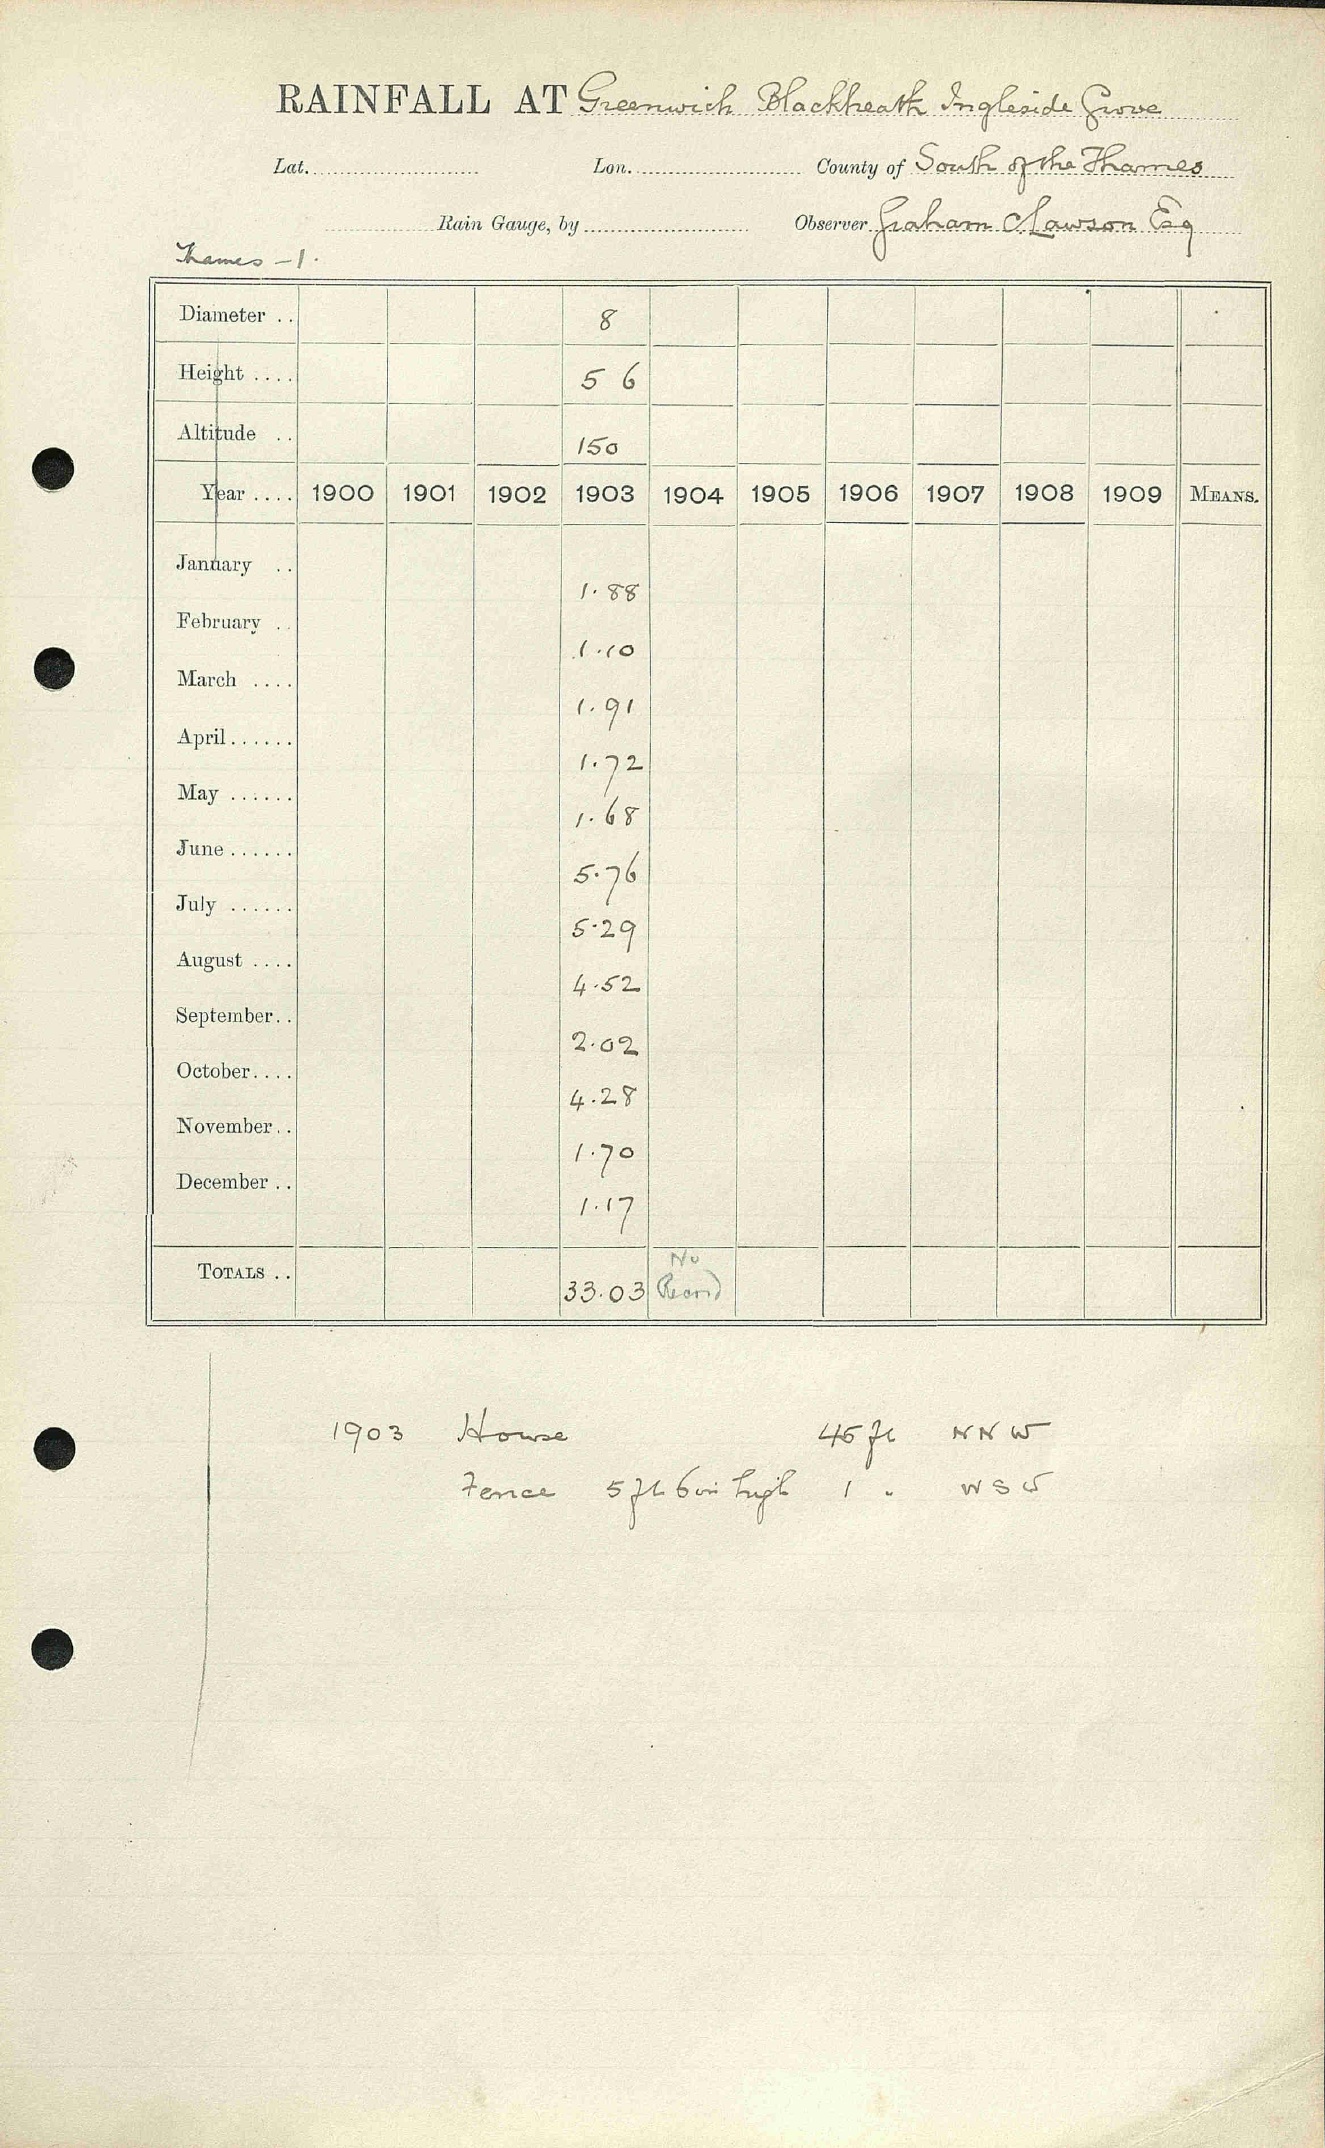 RAINFALL AT Greenwich Blackheath Ingleside Grove
Lat. Lon. County of South of the Thames
Rain Gauge, by Observer Graham C Lawson Esq
Thames - 1.
Diameter .. 8
Height .... 5 6
Altitude .. 150
Year .... 1900 1901 1902 1903 1904 1905 1906 1907 1908 1909 MEANS.
January .. 1.88
February .. 1.10
March .... 1.91
April ...... 1.72
May ...... 1.68
June ...... 5.76
July ...... 5.29
August .... 4.52
September.. 2.02
October.... 4.28
November.. 1.70
December .. 1.17
TOTALS .. 33.03 No Record
1903 House 45 ft NNW
Fence 5 ft 6 in high 1 " WSW